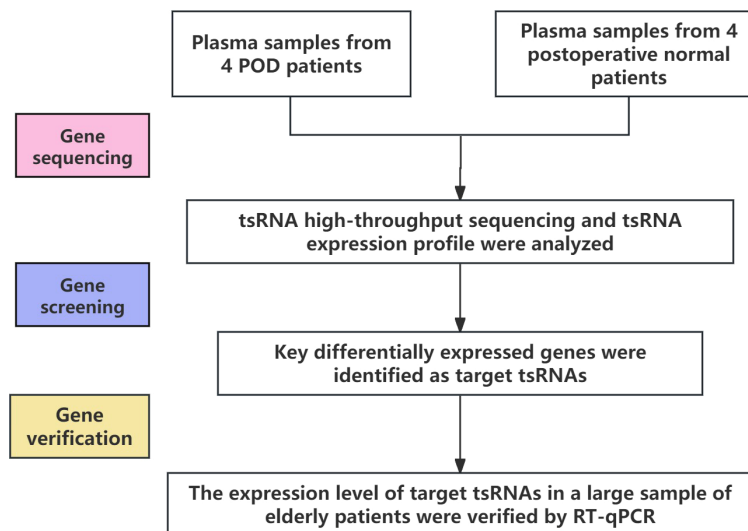 Plasma samples from
4 POD patients
Plasma samples from 4
postoperative normal
patients
Gene
sequencing
tsRNA high-throughput sequencing and tsRNA
expression profile were analyzed
Gene
screening
Key differentially expressed genes were
identified as target tsRNAs
Gene
verification
The expression level of target tsRNAs in a large sample of
elderly patients were verified by RT-qPCR